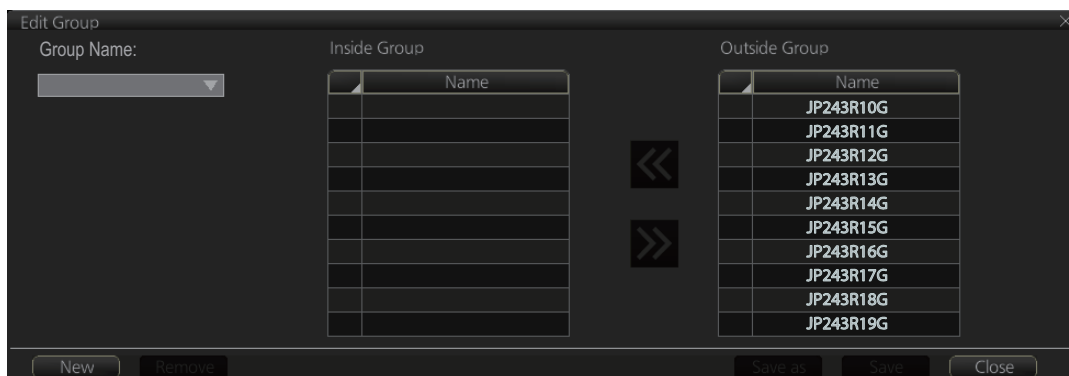 Edit Group
Group Name:
Inside Group
Name
Outside Group
Name
JP243R10G
JP243R11G
JP243R12G
JP243R13G
JP243R14G
JP243R15G
JP243R16G
JP243R17G
JP243R18G
JP243R19G
New Remove Save as Save Close